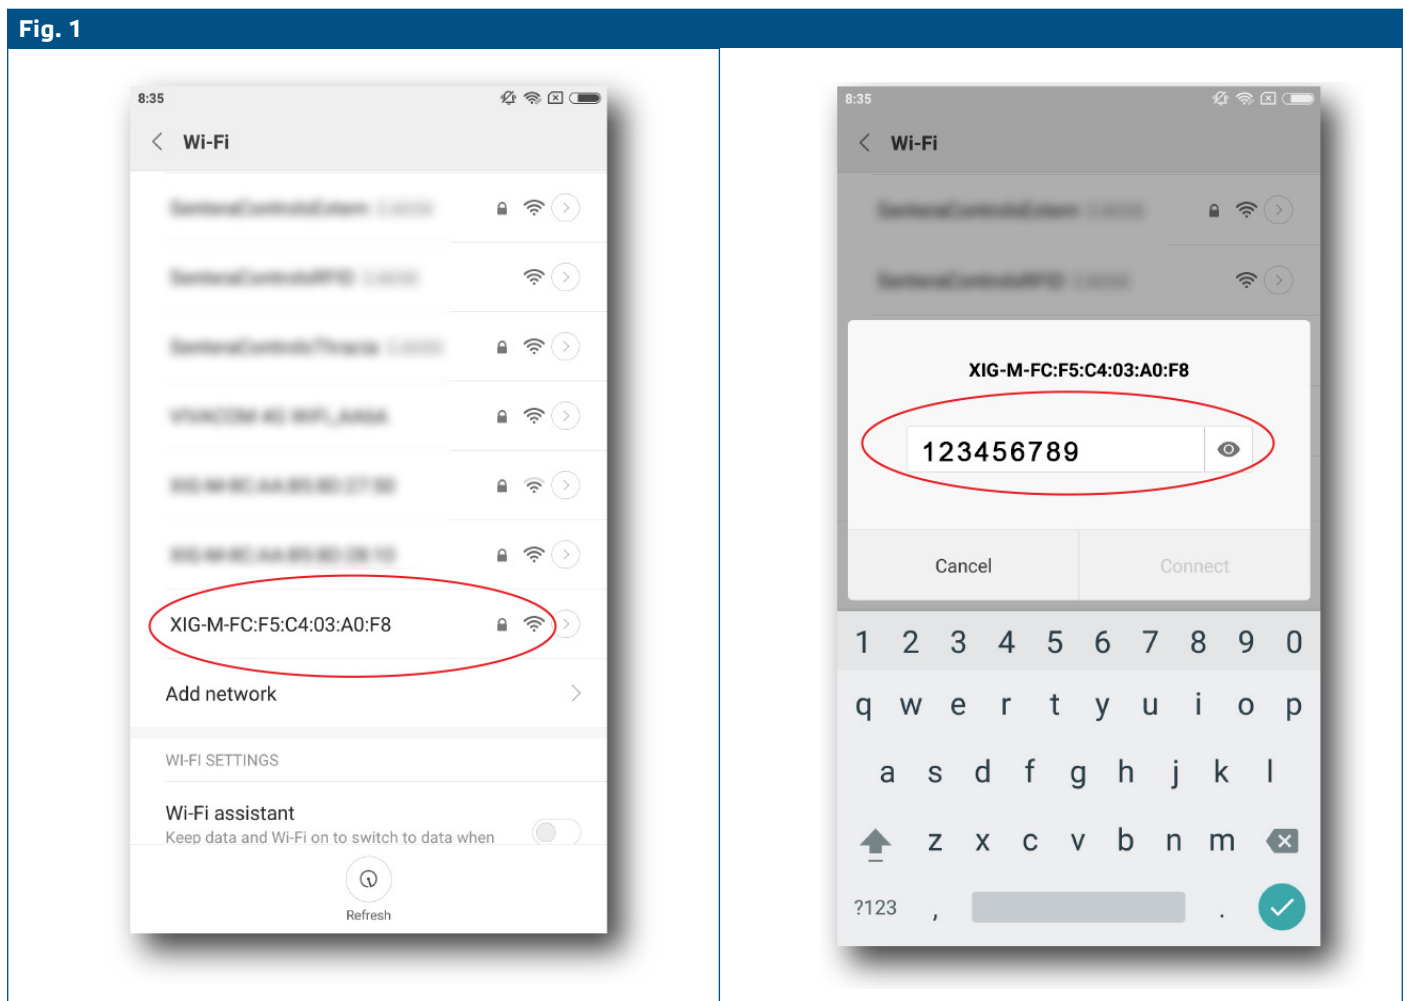 Fig. 1
8:35
Wi-Fi
XIG-M-FC:F5:C4:03:A0:F8
Add network
WI-FI SETTINGS
Wi-Fi assistant
Keep data and Wi-Fi on to switch to data when
Refresh
8:35
Wi-Fi
XIG-M-FC:F5:C4:03:A0:F8
123456789
Cancel Connect
1 2 3 4 5 6 7 8 9 0
q w e r t y u i o p
a s d f g h j k l
z x c v b n m
?123 , .